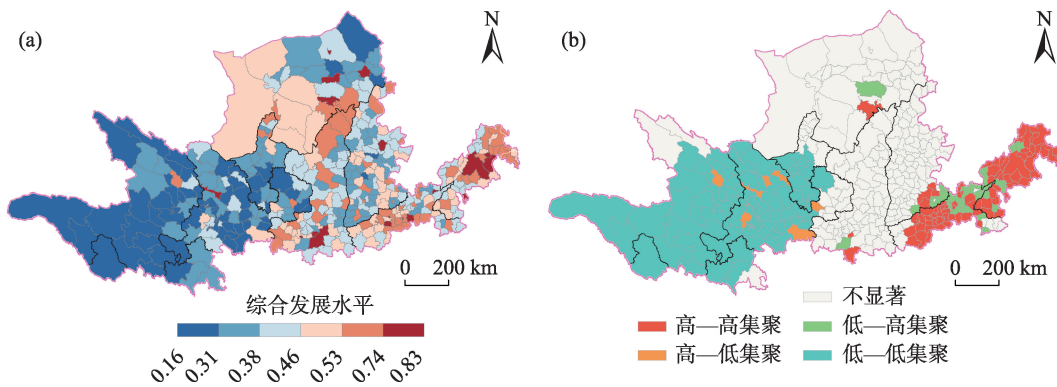 (a)
N
0 200 km
综合发展水平
0.16
0.31
0.38
0.46
0.53
0.74
0.83
(b)
N
0 200 km
不显著
高—高集聚
低—高集聚
高—低集聚
低—低集聚